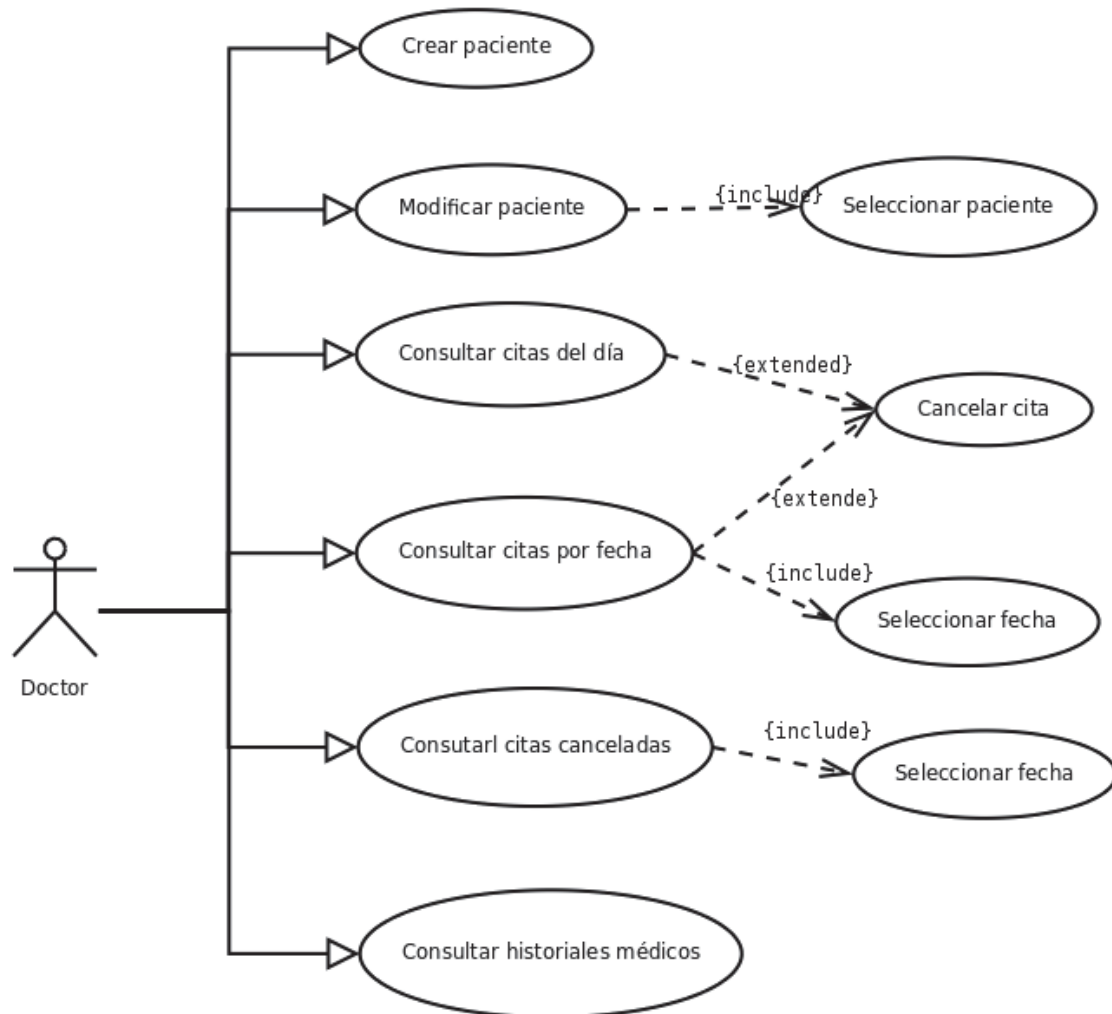 Crear paciente
Modificar paciente
{include}
Seleccionar paciente
Consultar citas del día
{extended}
Cancelar cita
{extende}
Consultar citas por fecha
{include}
Seleccionar fecha
Doctor
Consutarl citas canceladas
{include}
Seleccionar fecha
Consultar historiales médicos